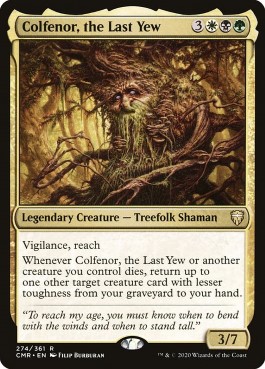 Colfenor, the Last Yew 3
Legendary Creature — Treefolk Shaman
Vigilance, reach
Whenever Colfenor, the Last Yew or another
creature you control dies, return up to
one other target creature card with lesser
toughness from your graveyard to your hand.
"To reach my age, you must know when to bend
with the winds and when to stand tall."
3/7
274/361 R
CMR • EN FILIP BURBURAN ™ & © 2020 Wizards of the Coast